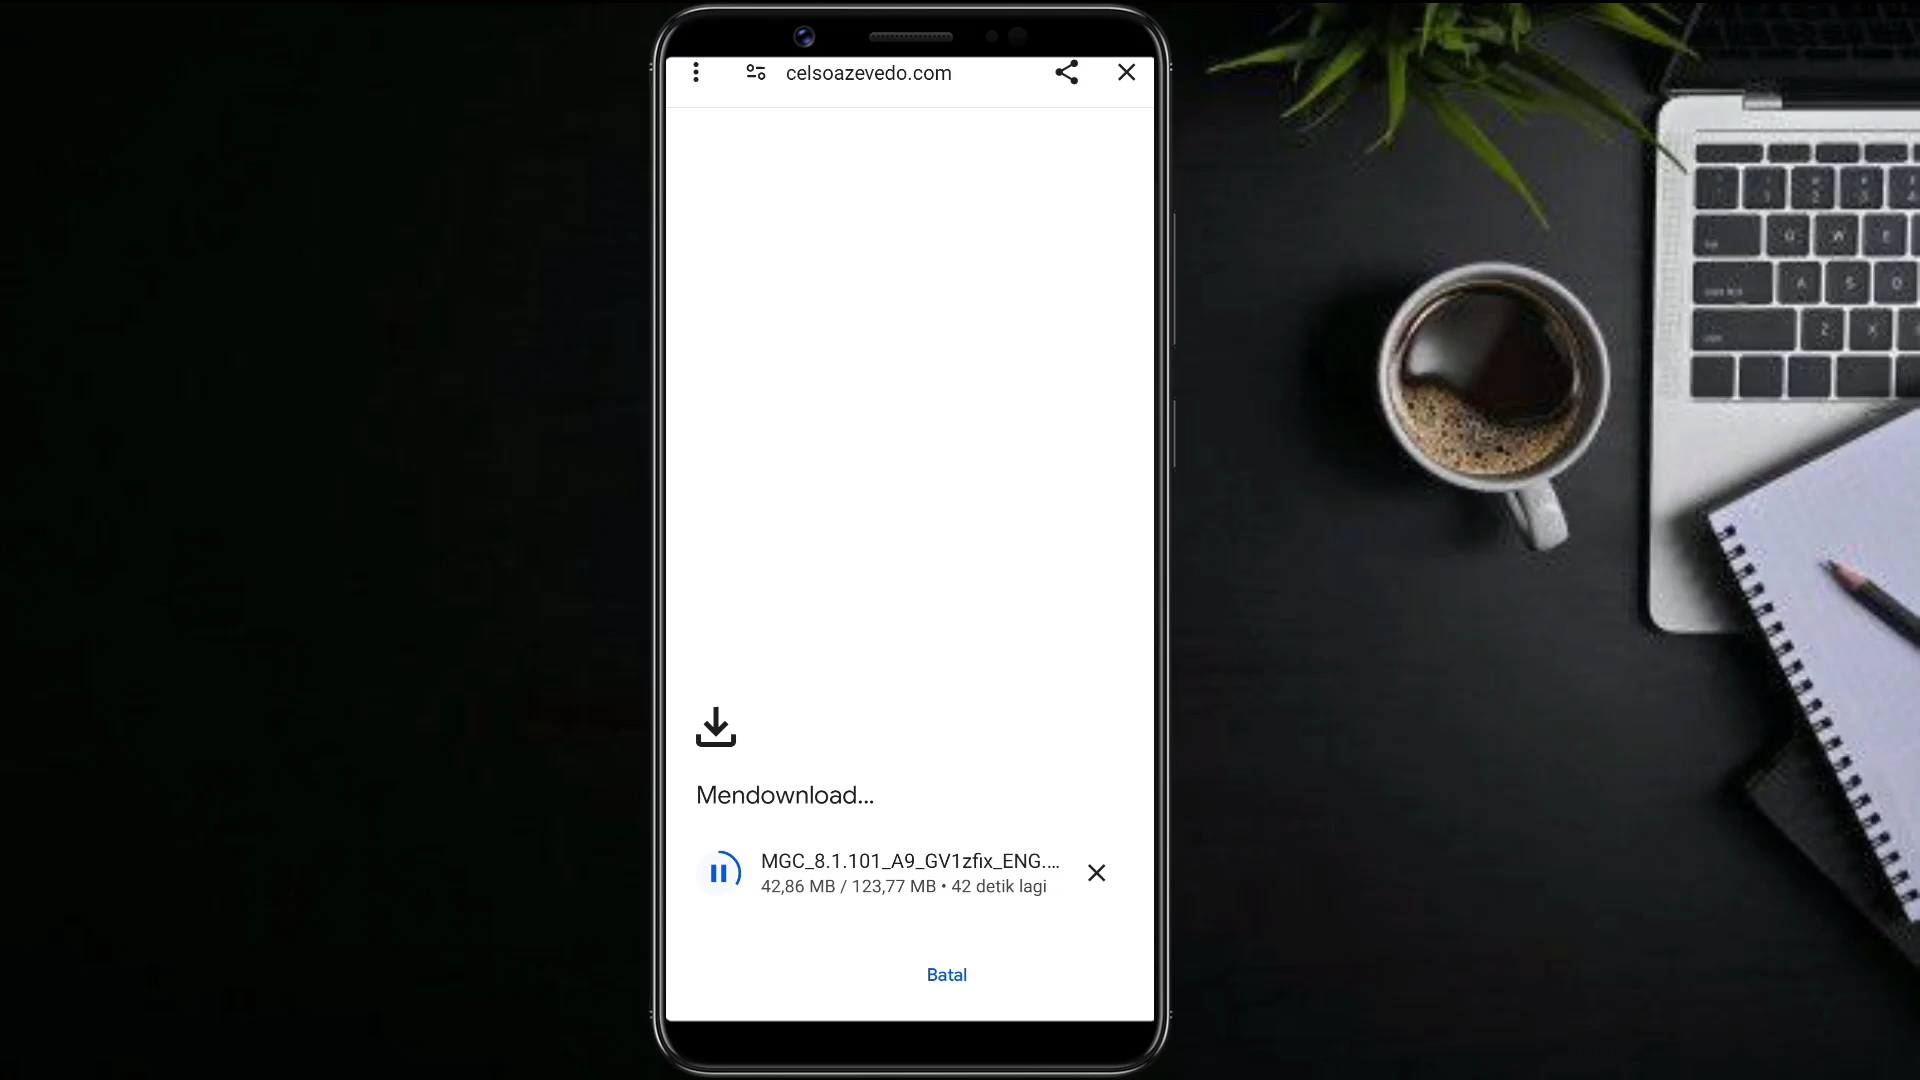 celsoazevedo.com
Mendownload...
MGC_8.1.101_A9_GV1zfix_ENG....
42,86 MB / 123,77 MB • 42 detik lagi
Batal
Q W E
A S D
Z X